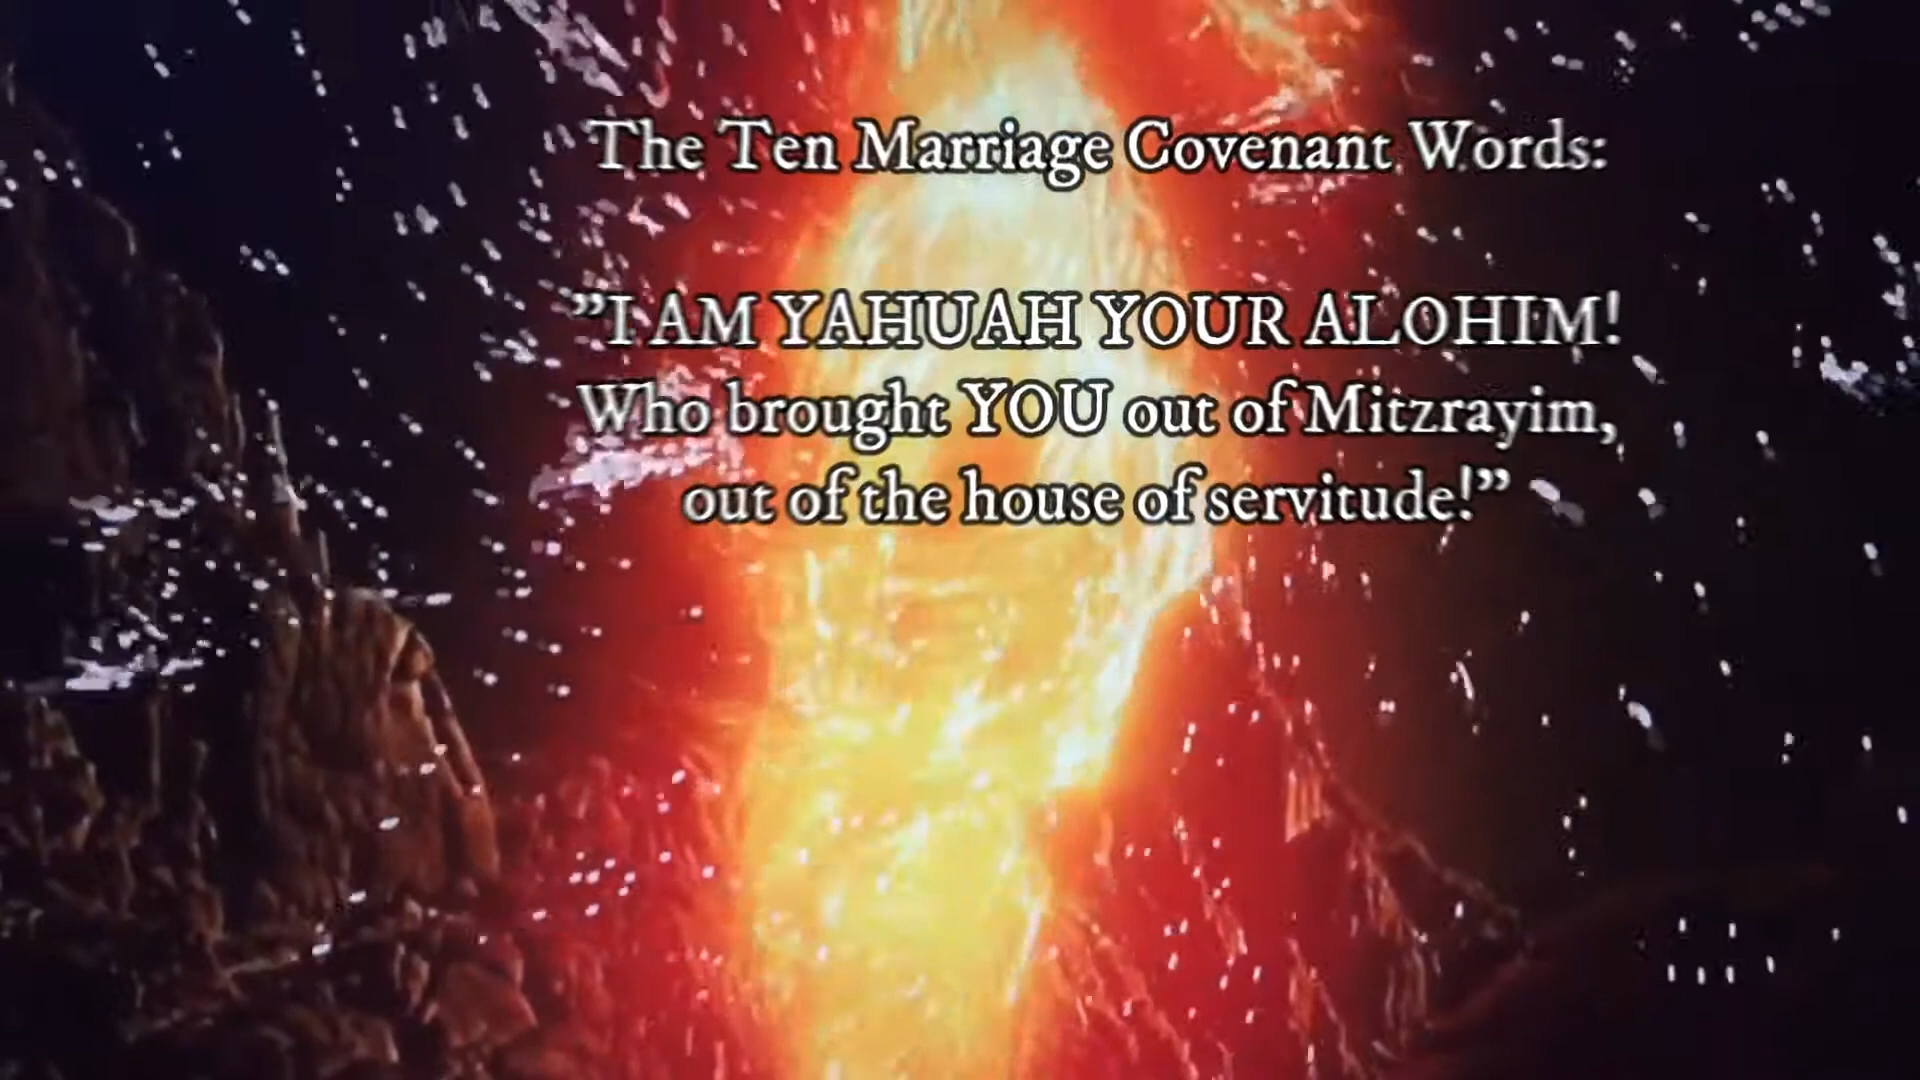 The Ten Marriage Covenant Words:
”I AM YAHUAH YOUR ALOHIM!
Who brought YOU out of Mitzrayim,
out of the house of servitude!”